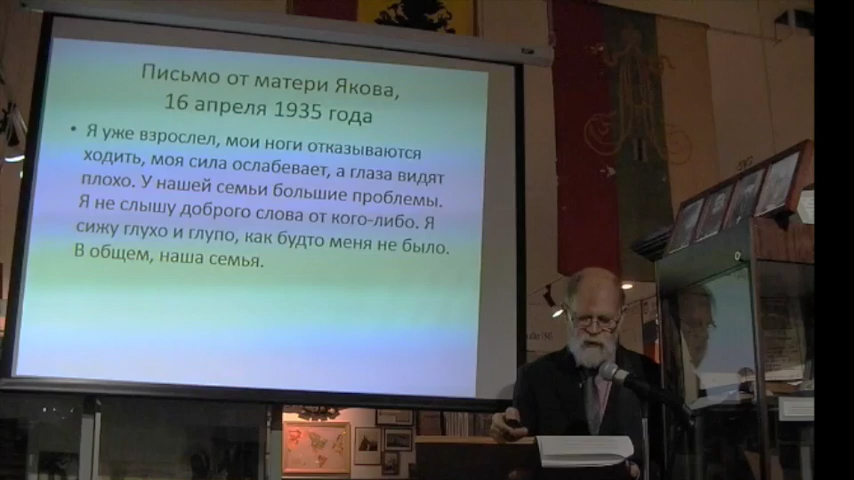 Письмо от матери Якова,
16 апреля 1935 года
• Я уже взрослел, мои ноги отказываются
ходить, моя сила ослабевает, а глаза видят
плохо. У нашей семьи большие проблемы.
Я не слышу доброго слова от кого-либо. Я
сижу глухо и глупо, как будто меня не было.
В общем, наша семья.